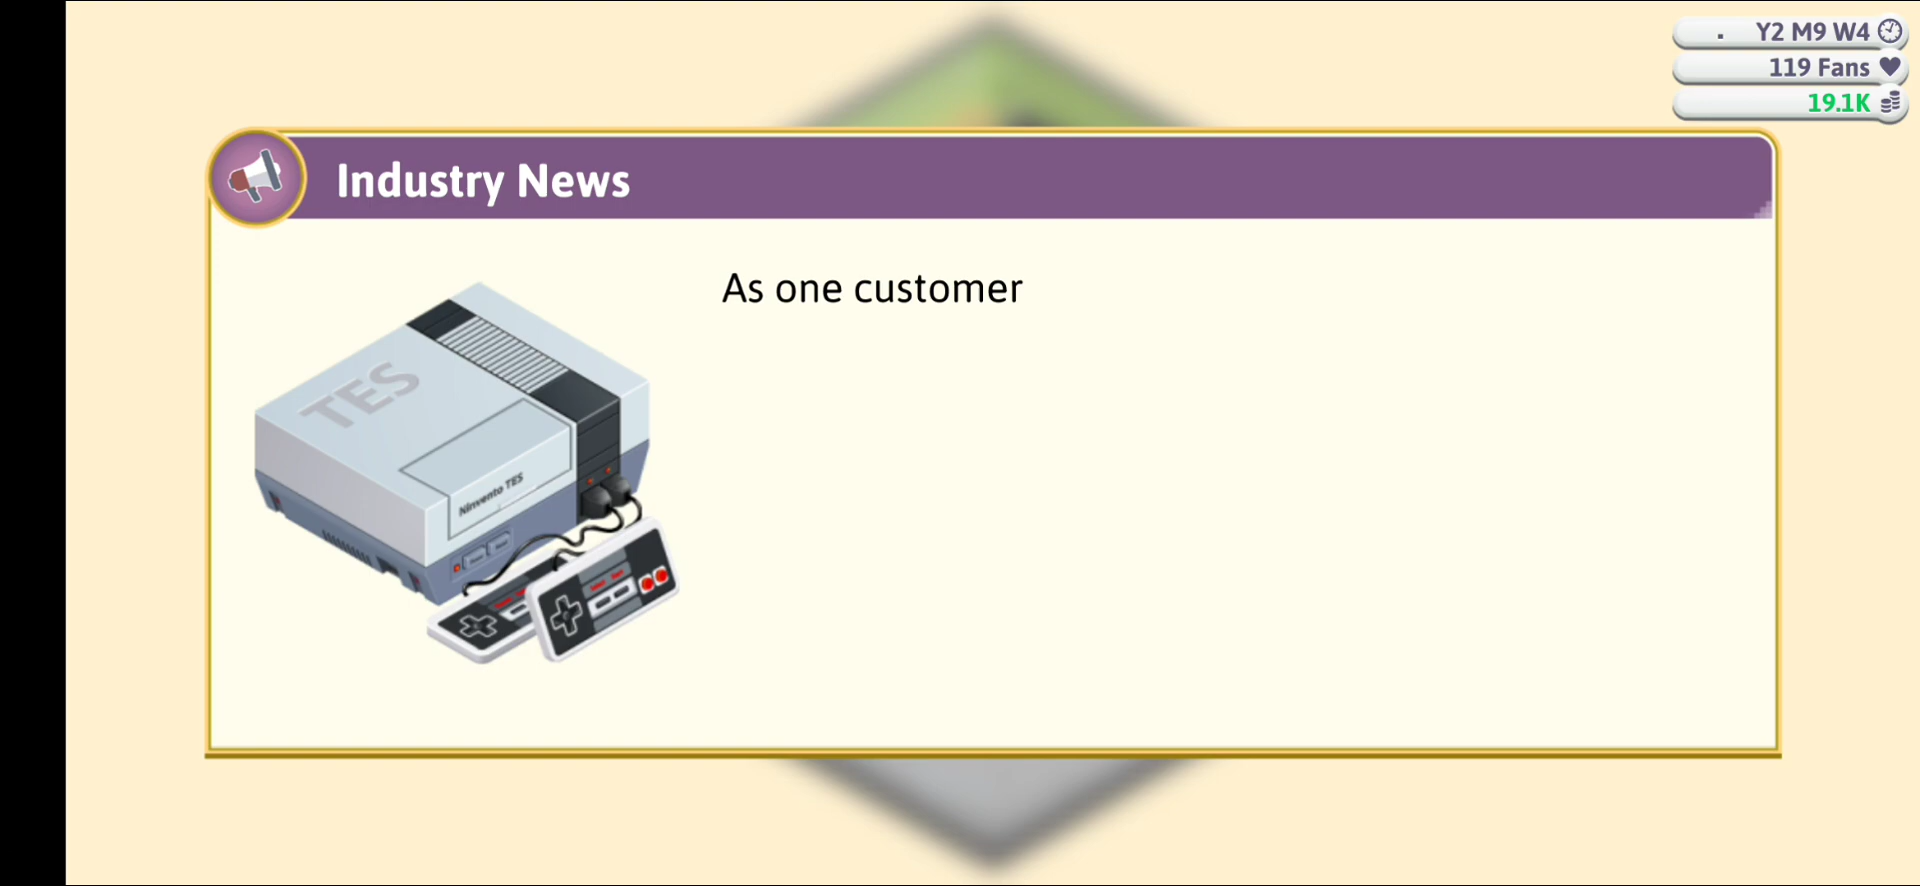 Y2 M9 W4
119 Fans
19.1K
Industry News
As one customer
TES
Ninvento TES